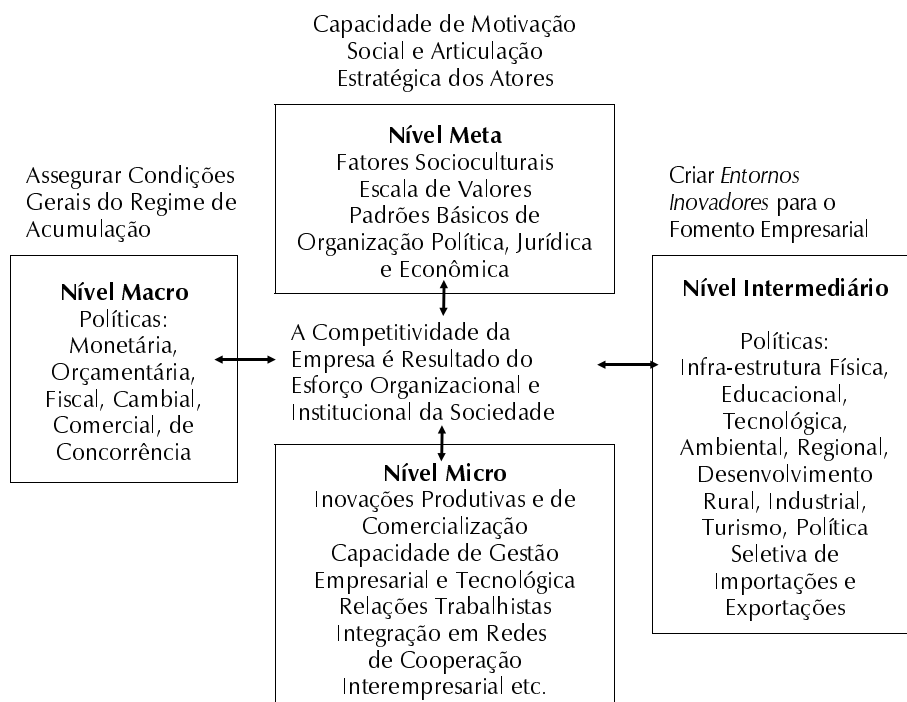 Capacidade de Motivação
Social e Articulação
Estratégica dos Atores
Nível Meta
Fatores Socioculturais
Escala de Valores
Padrões Básicos de
Organização Política, Jurídica
e Econômica
Assegurar Condições
Gerais do Regime de
Acumulação
Nível Macro
Políticas:
Monetária,
Orçamentária,
Fiscal, Cambial,
Comercial, de
Concorrência
A Competitividade da
Empresa é Resultado do
Esforço Organizacional e
Institucional da Sociedade
Criar Entornos
Inovadores para o
Fomento Empresarial
Nível Intermediário
Políticas:
Infra-estrutura Física,
Educacional,
Tecnológica,
Ambiental, Regional,
Desenvolvimento
Rural, Industrial,
Turismo, Política
Seletiva de
Importações e
Exportações
Nível Micro
Inovações Produtivas e de
Comercialização
Capacidade de Gestão
Empresarial e Tecnológica
Relações Trabalhistas
Integração em Redes
de Cooperação
Interempresarial etc.